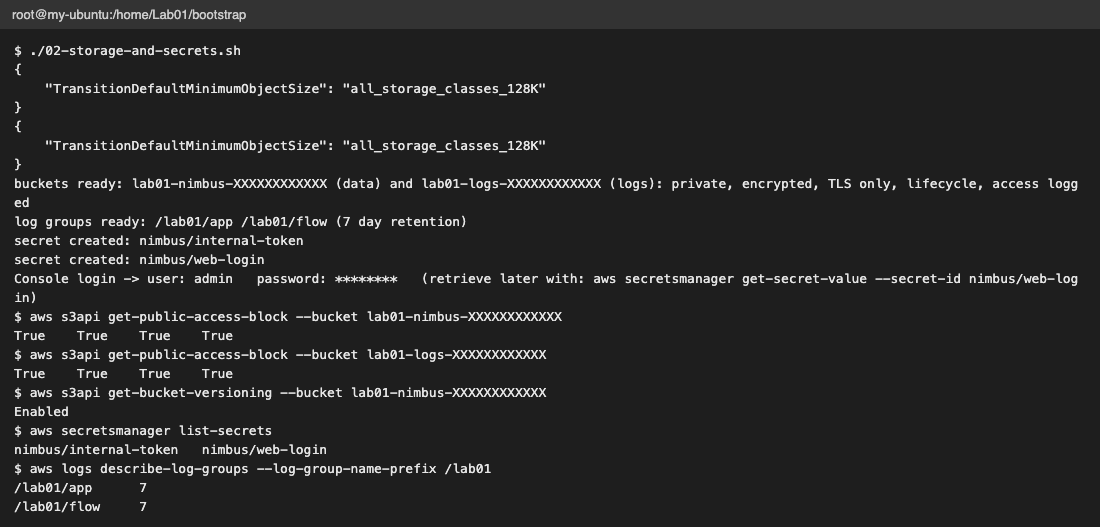 root@my-ubuntu:/home/Lab01/bootstrap
$ ./02-storage-and-secrets.sh
{
    "TransitionDefaultMinimumObjectSize": "all_storage_classes_128K"
}
{
    "TransitionDefaultMinimumObjectSize": "all_storage_classes_128K"
}
buckets ready: lab01-nimbus-XXXXXXXXXXXX (data) and lab01-logs-XXXXXXXXXXXX (logs): private, encrypted, TLS only, lifecycle, access logg
ed
log groups ready: /lab01/app /lab01/flow (7 day retention)
secret created: nimbus/internal-token
secret created: nimbus/web-login
Console login -> user: admin   password: ********   (retrieve later with: aws secretsmanager get-secret-value --secret-id nimbus/web-log
in)
$ aws s3api get-public-access-block --bucket lab01-nimbus-XXXXXXXXXXXX
True    True    True    True
$ aws s3api get-public-access-block --bucket lab01-logs-XXXXXXXXXXXX
True    True    True    True
$ aws s3api get-bucket-versioning --bucket lab01-nimbus-XXXXXXXXXXXX
Enabled
$ aws secretsmanager list-secrets
nimbus/internal-token   nimbus/web-login
$ aws logs describe-log-groups --log-group-name-prefix /lab01
/lab01/app      7
/lab01/flow     7